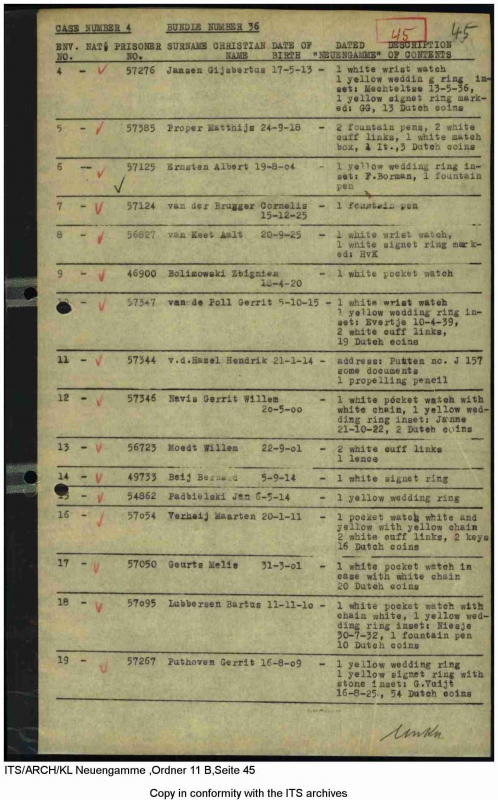 45 45
CASE NUMBER 4 BUNDLE NUMBER 36
ENV. NAT. PRISONER SURNAME CHRISTIAN DATE OF DATED DESCRIPTION
NO. NO. NAME BIRTH "NEUENGAMME" OF CONTENTS
4 - 57276 Jansen Gijsbertus 17-5-13 - 1 white wrist watch
1 yellow wedding ring in-
set: Mechteltse 13-5-36,
1 yellow signet ring mark-
ed: GG, 13 Dutch coins
5 - 57385 Proper Matthijs 24-9-18 - 2 fountain pens, 2 white
cuff links, 1 white match
box, 1 It.,3 Dutch coins
6 -- 57125 Ernsten Albert 19-8-04 - 1 yellow wedding ring in-
set: F.Borman, 1 fountain
pen
7 - 57124 van der Brugger Cornelis - 1 fountain pen
15-12-25
8 - 56827 van Keet Aalt 20-9-25 - 1 white wrist watch,
1 white signet ring mark-
ed: HvK
9 - 46900 Bolimowski Zbigniew - 1 white pocket watch
18-4-20
- 57347 van de Poll Gerrit 5-10-15 - 1 white wrist watch
1 yellow wedding ring in-
set: Evertje 10-4-39,
2 white cuff links,
19 Dutch coins
11 - 57344 v.d.Hazel Hendrik 21-1-14 - address: Putten no. J 157
some documents
1 propelling pencil
12 - 57346 Navis Gerrit Willem - 1 white pocket watch with
20-5-00 white chain, 1 yellow wed-
ding ring inset: Janne
21-10-22, 2 Dutch coins
13 - 56723 Moedt Willem 22-9-01 - 2 white cuff links
1 lence
14 - 49733 Beij Bernard 5-9-14 - 1 white signet ring
15 - 54862 Padbielski Jan 6-5-14 - 1 yellow wedding ring
16 - 57054 Verheij Maarten 20-1-11 - 1 pocket watch white and
yellow with yellow chain
2 white cuff links, 2 keys
16 Dutch coins
17 - 57050 Geurts Melis 31-3-01 - 1 white pocket watch in
case with white chain
20 Dutch coins
18 - 57095 Lubbersen Bartus 11-11-10 - 1 white pocket watch with
chain white, 1 yellow wed-
ding ring inset: Niesje
30-7-32, 1 fountain pen
10 Dutch coins
19 - 57267 Puthoven Gerrit 16-8-09 - 1 yellow wedding ring
1 yellow signet ring with
stone inset: G.Vuijt
16-8-25., 54 Dutch coins
ITS/ARCH/KL Neuengamme ,Ordner 11 B,Seite 45
Copy in conformity with the ITS archives